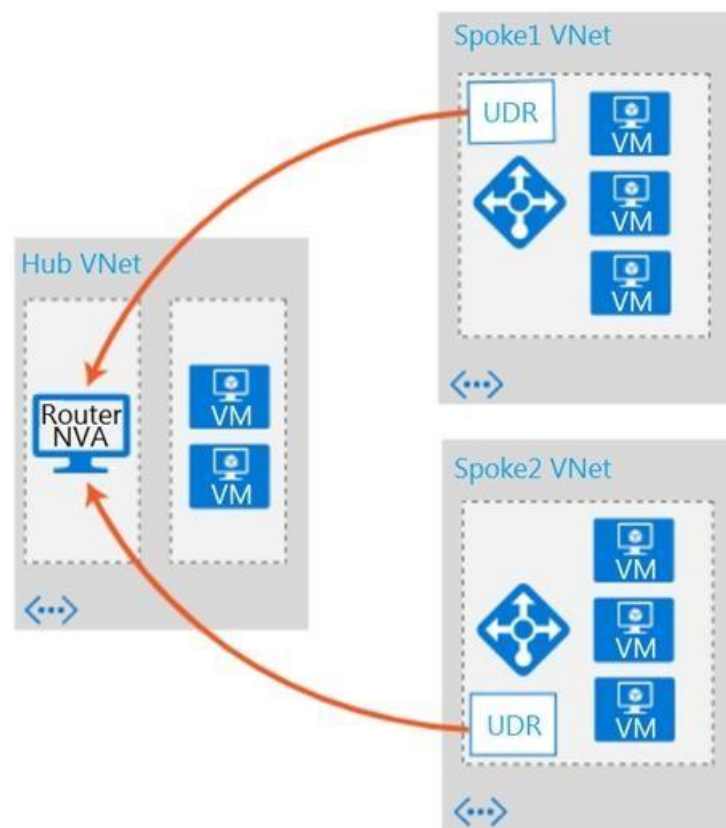 Spoke1 VNet
UDR
VM
VM
VM
Hub VNet
Router
NVA
VM
VM
Spoke2 VNet
VM
VM
VM
UDR